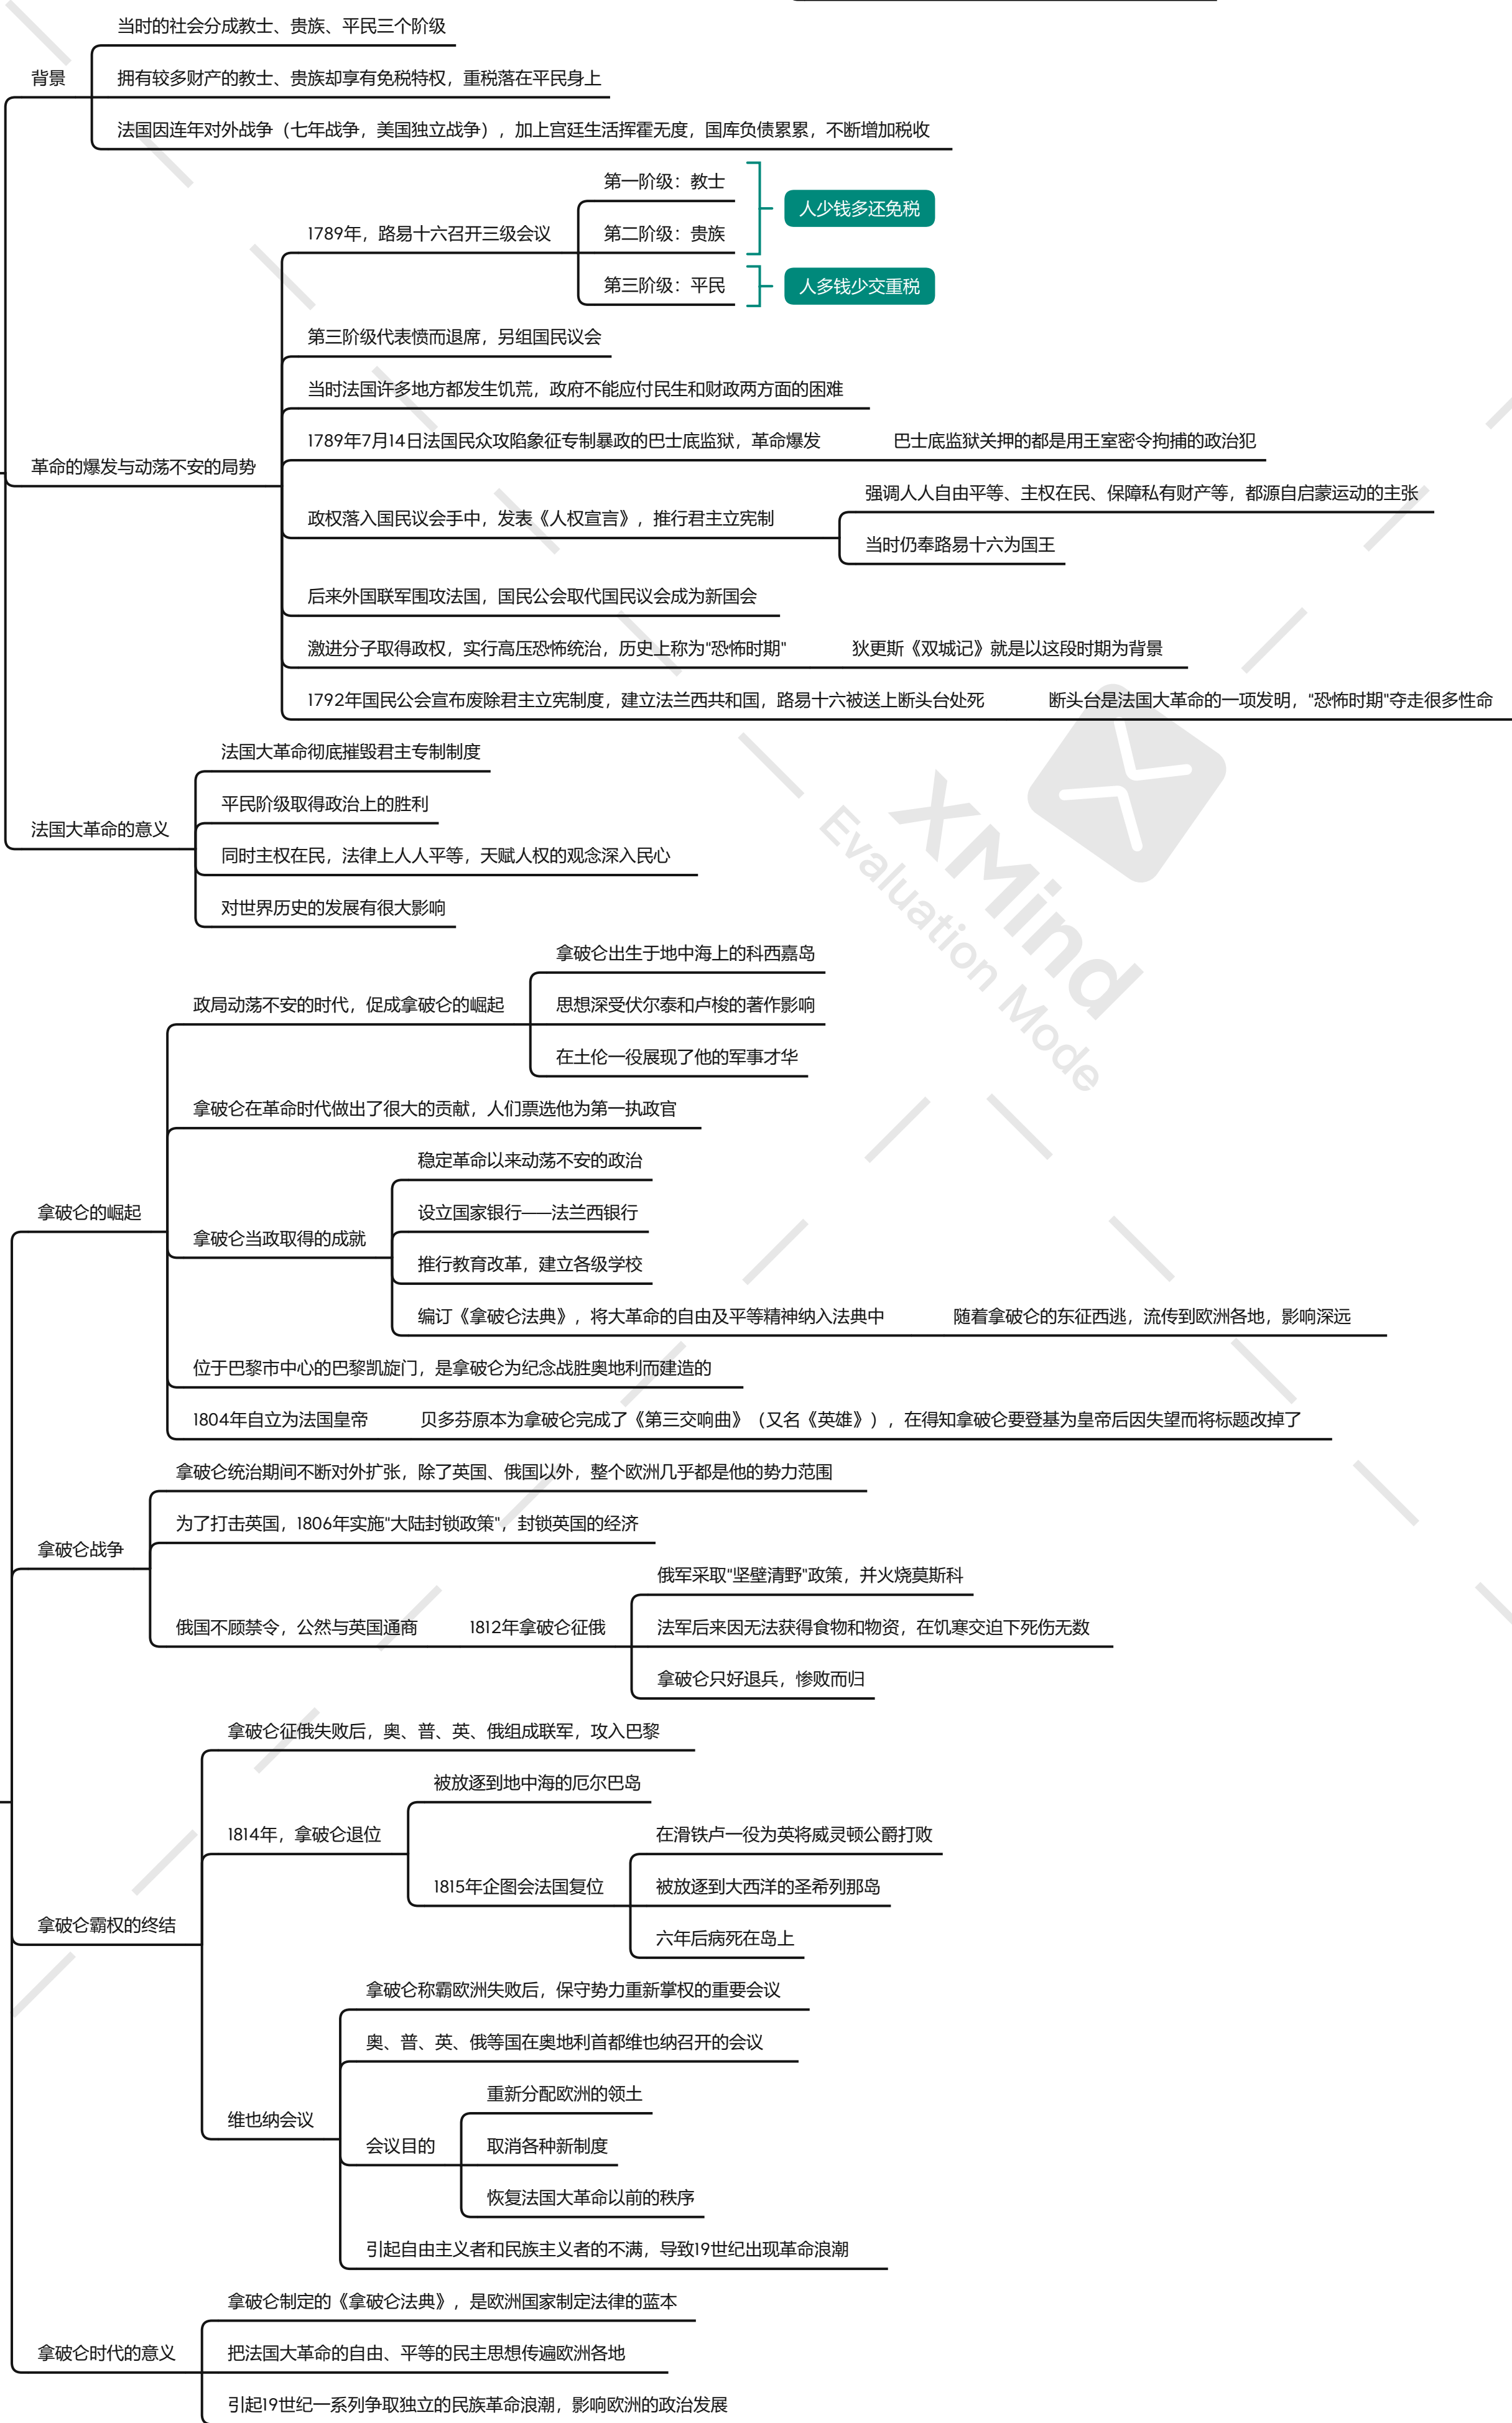 当时的社会分成教士、贵族、平民三个阶级
背景
拥有较多财产的教士、贵族却享有免税特权，重税落在平民身上
法国因连年对外战争（七年战争，美国独立战争），加上宫廷生活挥霍无度，国库负债累累，不断增加税收
第一阶级：教士
人少钱多还免税
1789年，路易十六召开三级会议
第二阶级：贵族
第三阶级：平民
人多钱少交重税
第三阶级代表愤而退席，另组国民议会
当时法国许多地方都发生饥荒，政府不能应付民生和财政两方面的困难
1789年7月14日法国民众攻陷象征专制暴政的巴士底监狱，革命爆发
巴士底监狱关押的都是用王室密令拘捕的政治犯
革命的爆发与动荡不安的局势
强调人人自由平等、主权在民、保障私有财产等，都源自启蒙运动的主张
政权落入国民议会手中，发表《人权宣言》，推行君主立宪制
当时仍奉路易十六为国王
后来外国联军围攻法国，国民公会取代国民议会成为新国会
激进分子取得政权，实行高压恐怖统治，历史上称为"恐怖时期"
狄更斯《双城记》就是以这段时期为背景
1792年国民公会宣布废除君主立宪制度，建立法兰西共和国，路易十六被送上断头台处死
断头台是法国大革命的一项发明，"恐怖时期"夺走很多性命
法国大革命彻底摧毁君主专制制度
平民阶级取得政治上的胜利
法国大革命的意义
同时主权在民，法律上人人平等，天赋人权的观念深入民心
对世界历史的发展有很大影响
XMind
Evaluation Mode
拿破仑出生于地中海上的科西嘉岛
政局动荡不安的时代，促成拿破仑的崛起
思想深受伏尔泰和卢梭的著作影响
在土伦一役展现了他的军事才华
拿破仑在革命时代做出了很大的贡献，人们票选他为第一执政官
稳定革命以来动荡不安的政治
拿破仑的崛起
设立国家银行——法兰西银行
拿破仑当政取得的成就
推行教育改革，建立各级学校
编订《拿破仑法典》，将大革命的自由及平等精神纳入法典中
随着拿破仑的东征西逃，流传到欧洲各地，影响深远
位于巴黎市中心的巴黎凯旋门，是拿破仑为纪念战胜奥地利而建造的
1804年自立为法国皇帝
贝多芬原本为拿破仑完成了《第三交响曲》（又名《英雄》），在得知拿破仑要登基为皇帝后因失望而将标题改掉了
拿破仑统治期间不断对外扩张，除了英国、俄国以外，整个欧洲几乎都是他的势力范围
为了打击英国，1806年实施"大陆封锁政策"，封锁英国的经济
拿破仑战争
俄军采取"坚壁清野"政策，并火烧莫斯科
俄国不顾禁令，公然与英国通商
1812年拿破仑征俄
法军后来因无法获得食物和物资，在饥寒交迫下死伤无数
拿破仑只好退兵，惨败而归
拿破仑征俄失败后，奥、普、英、俄组成联军，攻入巴黎
被放逐到地中海的厄尔巴岛
1814年，拿破仑退位
在滑铁卢一役为英将威灵顿公爵打败
1815年企图会法国复位
被放逐到大西洋的圣希列那岛
拿破仑霸权的终结
六年后病死在岛上
拿破仑称霸欧洲失败后，保守势力重新掌权的重要会议
奥、普、英、俄等国在奥地利首都维也纳召开的会议
重新分配欧洲的领土
维也纳会议
会议目的
取消各种新制度
恢复法国大革命以前的秩序
引起自由主义者和民族主义者的不满，导致19世纪出现革命浪潮
拿破仑制定的《拿破仑法典》，是欧洲国家制定法律的蓝本
拿破仑时代的意义
把法国大革命的自由、平等的民主思想传遍欧洲各地
引起19世纪一系列争取独立的民族革命浪潮，影响欧洲的政治发展